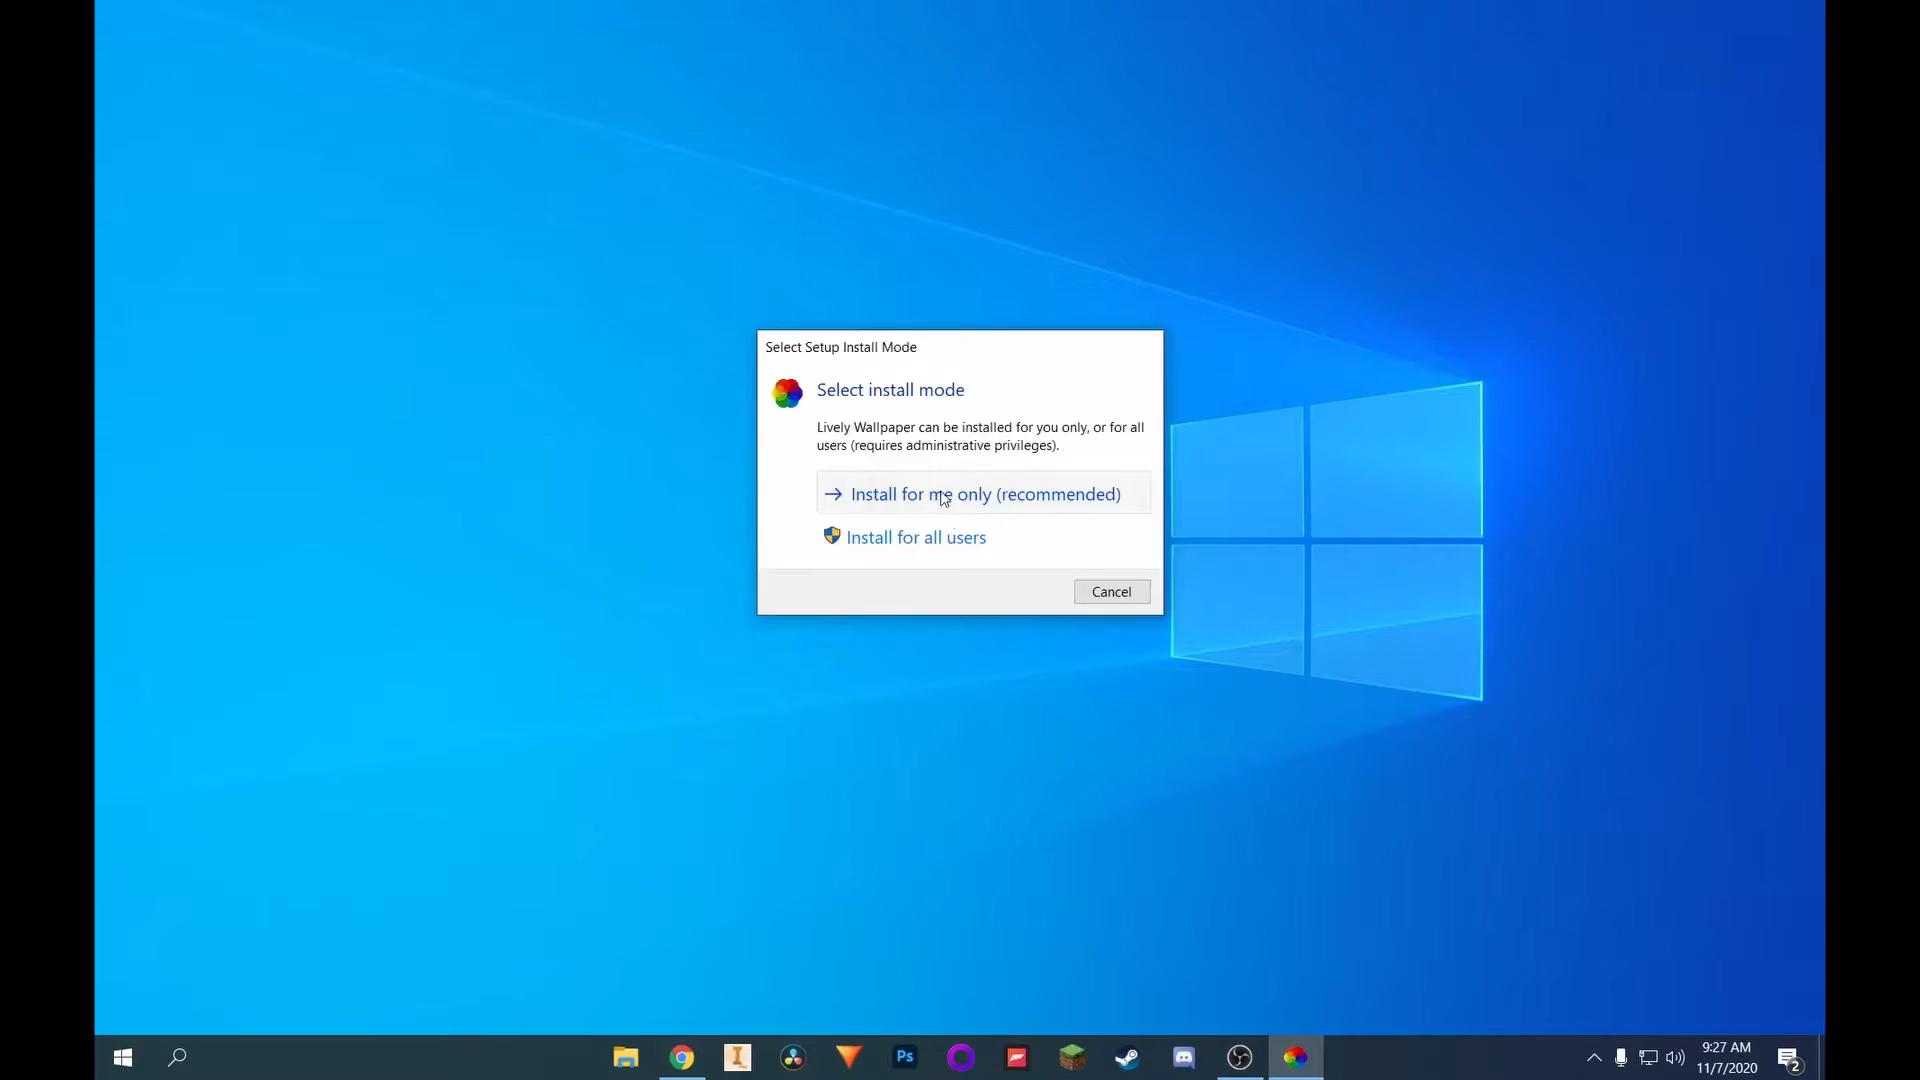 Select Setup Install Mode
Select install mode
Lively Wallpaper can be installed for you only, or for all
users (requires administrative privileges).
Install for me only (recommended)
Install for all users
Cancel
I
Ps
9:27 AM
11/7/2020
2